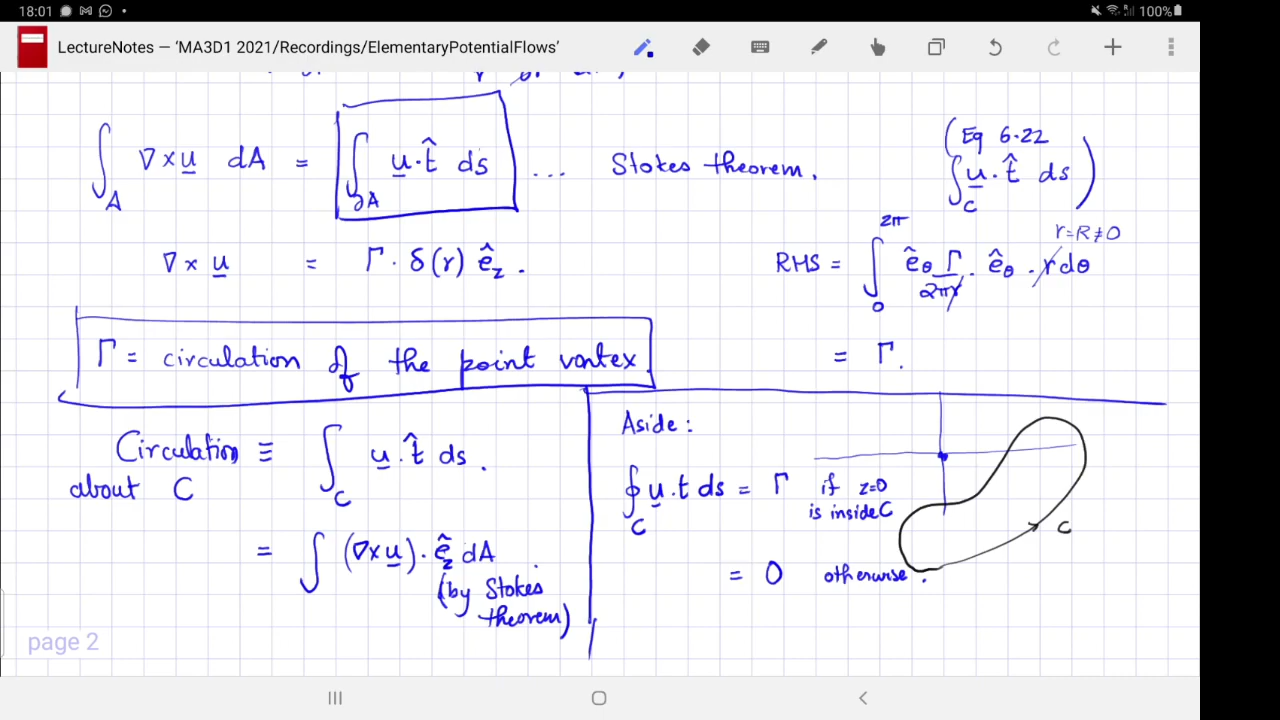 18:01
100%
LectureNotes — ‘MA3D1 2021/Recordings/ElementaryPotentialFlows’
∫_A ∇×u dA = ∫_∂A u·t̂ ds ... Stokes theorem.
(Eq 6.22
∫_C u·t̂ ds)
∇×u = Γ·δ(r) ê_z.
r=R≠0
RHS = ∫_0^{2π} ê_θ Γ/2πr · ê_θ · r dθ
Γ = circulation of the point vortex.
= Γ.
Circulation ≡ ∫_C u·t̂ ds.
about C
= ∫ (∇×u)·ê_z dA
(by Stokes
theorem)
Aside:
∮_C u·t ds = Γ if z=0
is inside C
= 0 otherwise.
C
page 2